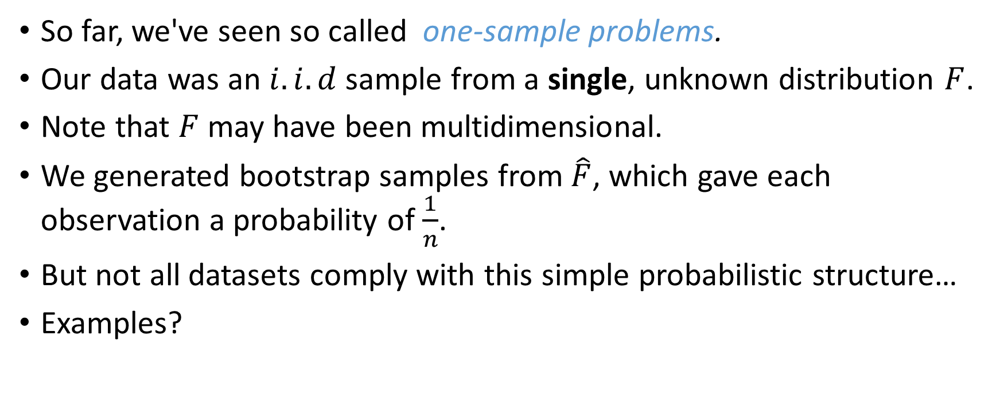 • So far, we've seen so called one-sample problems.
• Our data was an i.i.d sample from a single, unknown distribution F.
• Note that F may have been multidimensional.
• We generated bootstrap samples from F̂, which gave each
observation a probability of 1/n.
• But not all datasets comply with this simple probabilistic structure...
• Examples?